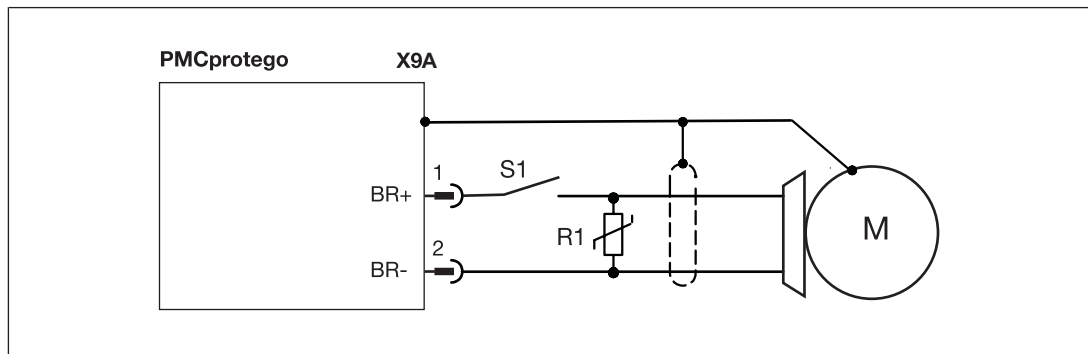 PMCprotego X9A
1 S1
BR+
R1 M
2
BR-